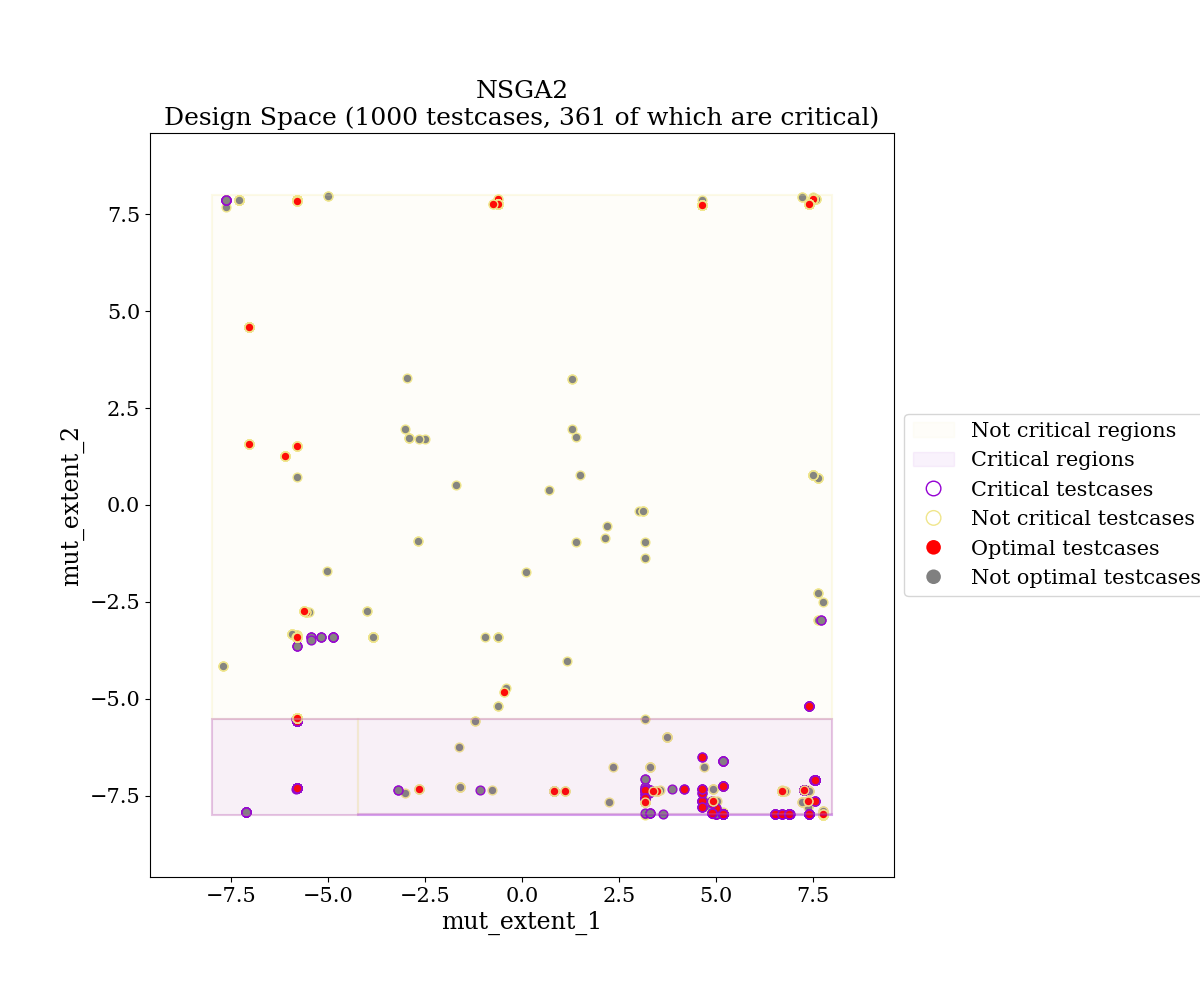 NSGA2
Design Space (1000 testcases, 361 of which are critical)
7.5
5.0
2.5
0.0
−2.5
−5.0
−7.5
mut_extent_2
−7.5
−5.0
−2.5
0.0
2.5
5.0
7.5
mut_extent_1
Not critical regions
Critical regions
Critical testcases
Not critical testcases
Optimal testcases
Not optimal testcases